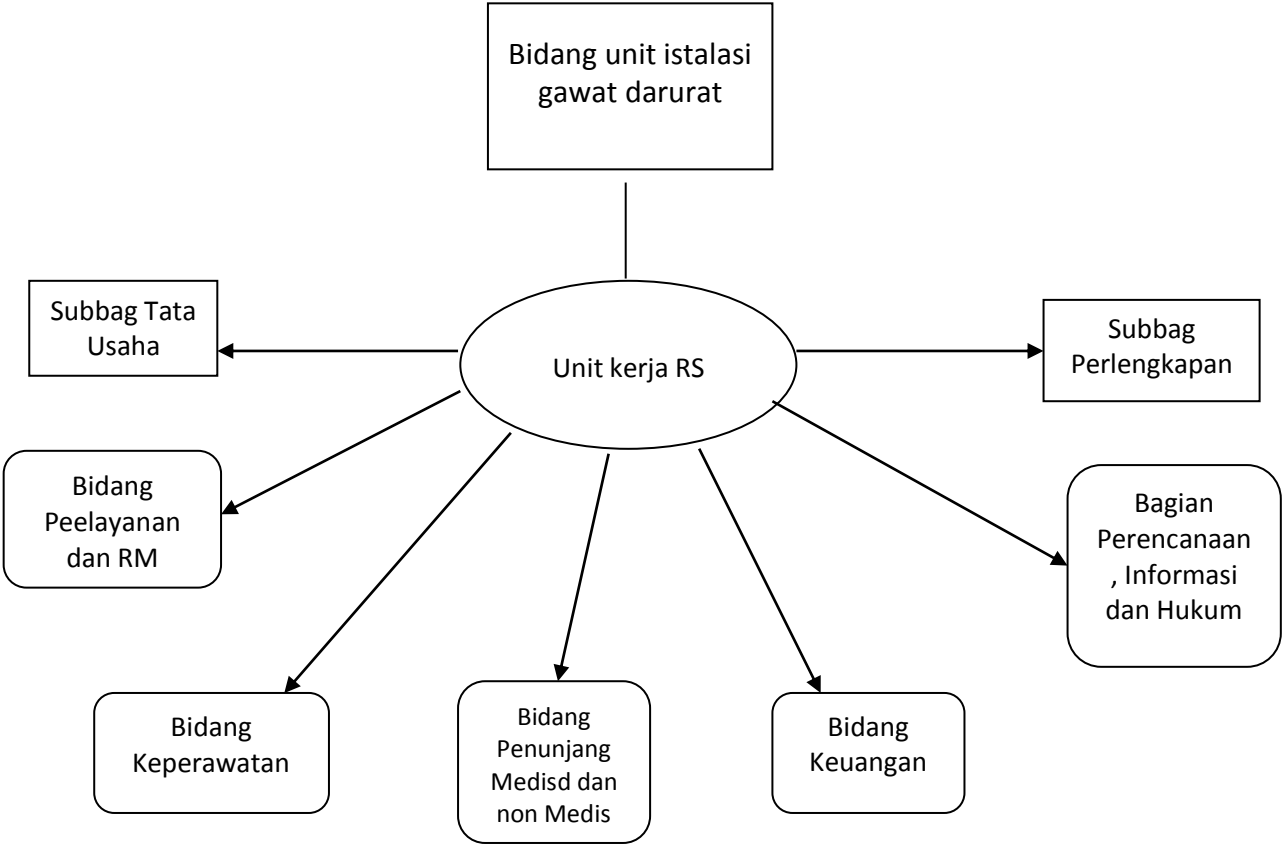 Bidang unit istalasi
gawat darurat
Subbag Tata
Usaha
Unit kerja RS
Subbag
Perlengkapan
Bidang
Peelayanan
dan RM
Bagian
Perencanaan
, Informasi
dan Hukum
Bidang
Keperawatan
Bidang
Penunjang
Medisd dan
non Medis
Bidang
Keuangan